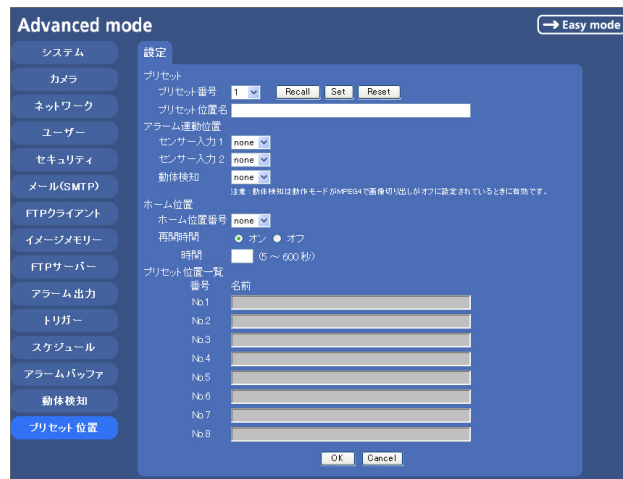 Advanced mode
→ Easy mode
システム
カメラ
ネットワーク
ユーザー
セキュリティ
メール(SMTP)
FTPクライアント
イメージメモリー
FTPサーバー
アラーム出力
トリガー
スケジュール
アラームバッファ
動体検知
プリセット位置
設定
プリセット
プリセット番号 1 Recall Set Reset
プリセット位置名
アラーム連動位置
センサー入力1 none
センサー入力2 none
動体検知 none
注意:動体検知は動作モードがMPEG4で画像切り出しがオフに設定されているときに有効です。
ホーム位置
ホーム位置番号 none
再開時間 オン オフ
時間 (5 ~ 600秒)
プリセット位置一覧
番号 名前
No.1
No.2
No.3
No.4
No.5
No.6
No.7
No.8
OK Cancel